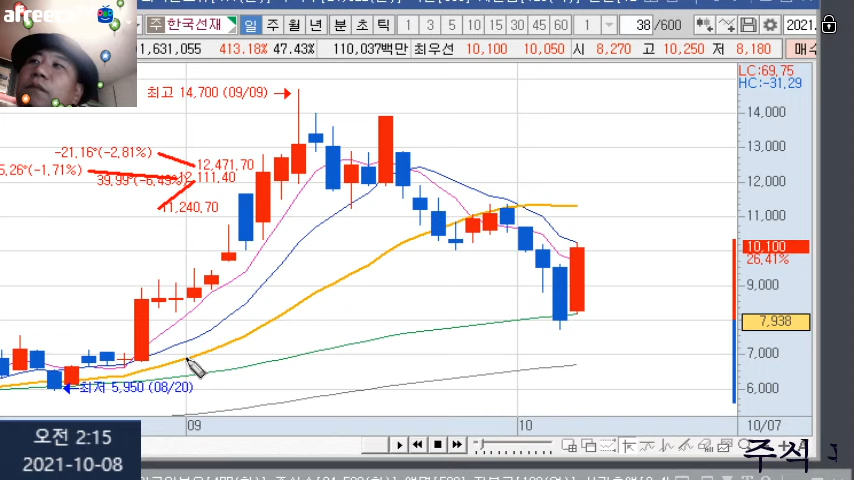 afreeca
주 한국선재 일 주 월 년 분 초 틱 1 3 5 10 15 20 30 45 60 1 38 /600 2021.
1,631,055 413.18% 47.43% 110,037백만 최우선 10,100 10,050 시 8,270 고 10,250 저 8,180 매수
LC:69.75
HC:-31.29
최고 14,700 (09/09)
14,000
13,000
-21.16°(-2.81%)
12,471.70
5.26°(-1.71%)
12,111.40
39.99°(-6.49%)
12,000
11,240.70
11,000
10,100
26.41%
9,000
7,938
7,000
최저 5,950 (08/20)
6,000
09
10
10/07
오전 2:15
2021-10-08
주식